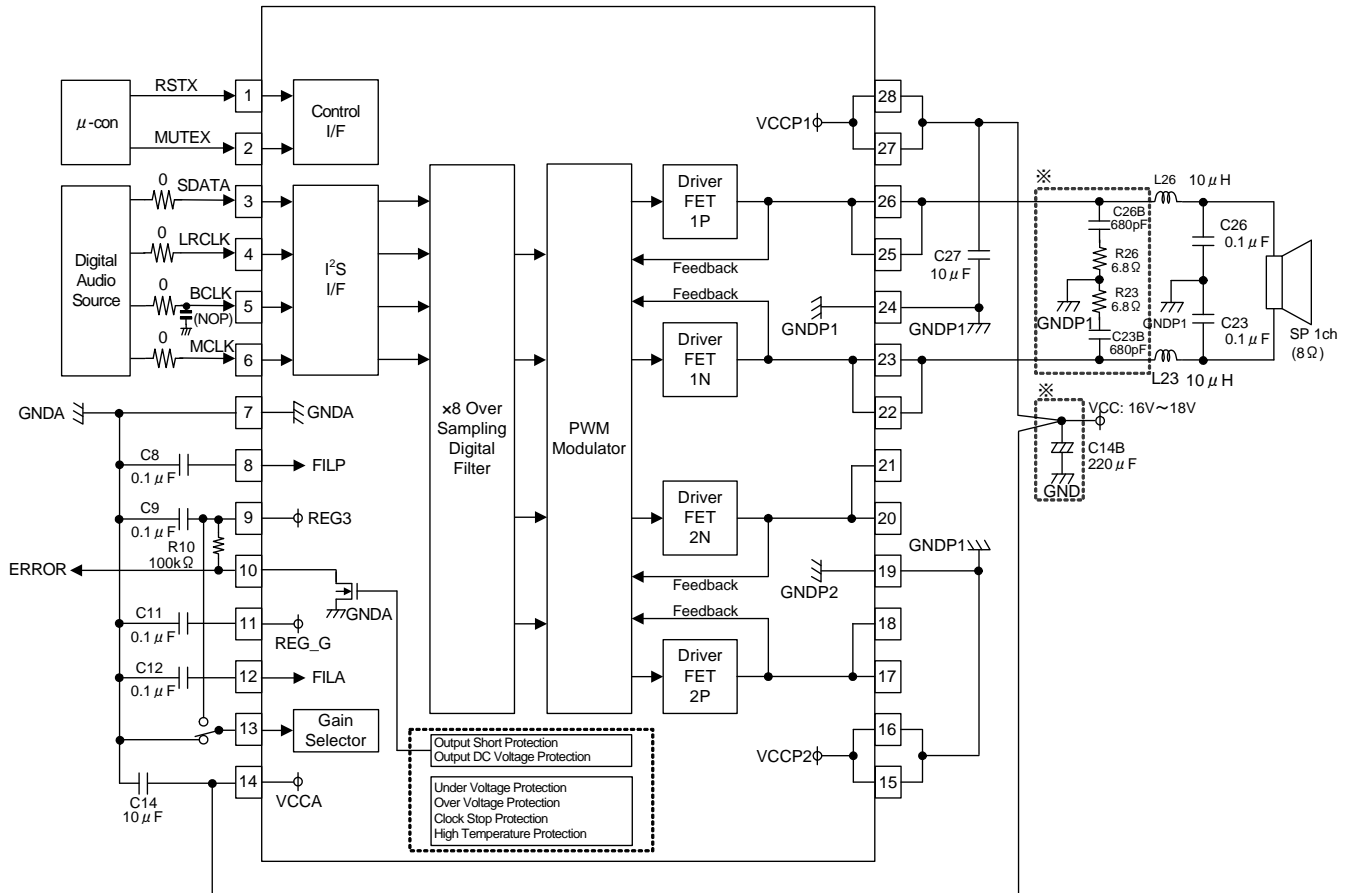 μ-con
RSTX
MUTEX
1
2
Control
I/F
Digital
Audio
Source
0
SDATA
3
0
LRCLK
4
0
BCLK
(NOP)
5
0
MCLK
6
I²S
I/F
GNDA
7
GNDA
C8
0.1μF
8
FILP
C9
0.1μF
9
REG3
R10
100kΩ
ERROR
10
GNDA
C11
0.1μF
11
REG_G
C12
0.1μF
12
FILA
13
Gain
Selector
C14
10μF
14
VCCA
×8 Over
Sampling
Digital
Filter
PWM
Modulator
Driver
FET
1P
Feedback
Feedback
Driver
FET
1N
Driver
FET
2N
Feedback
Feedback
Driver
FET
2P
Output Short Protection
Output DC Voltage Protection
Under Voltage Protection
Over Voltage Protection
Clock Stop Protection
High Temperature Protection
VCCP1
28
27
26
25
GNDP1
24
GNDP1
23
22
21
20
GNDP1
GNDP2
19
18
17
VCCP2
16
15
C27
10μF
※
C26B
680pF
R26
6.8Ω
R23
6.8Ω
GNDP1
C23B
680pF
L26 10μH
C26
0.1μF
GNDP1
C23
0.1μF
L23 10μH
SP 1ch
(8Ω)
※
VCC: 16V~18V
C14B
220μF
GND